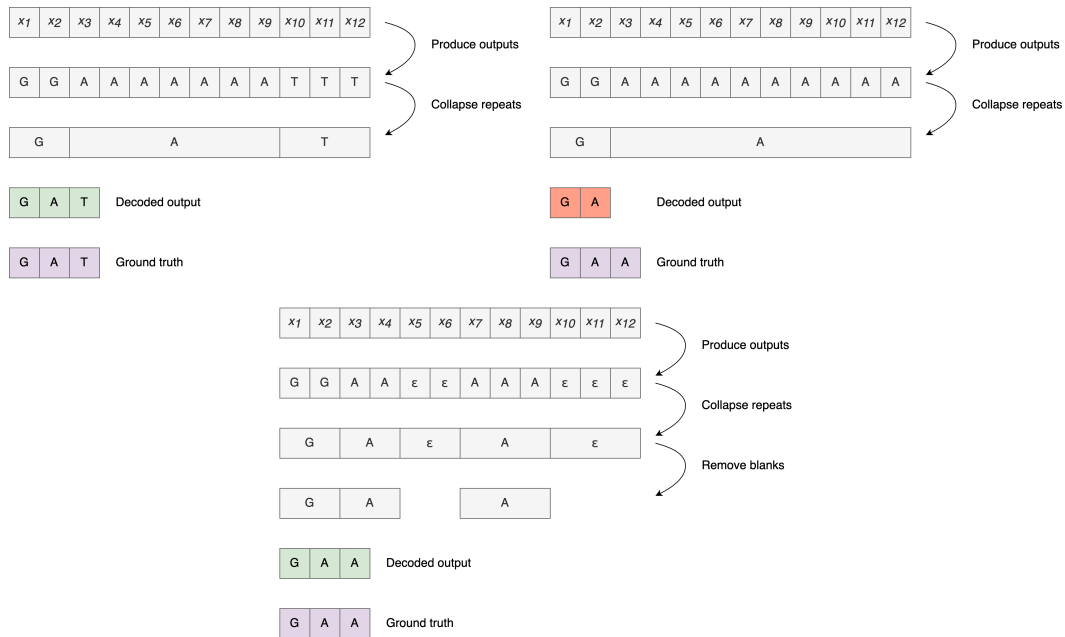 x1 x2 x3 x4 x5 x6 x7 x8 x9 x10 x11 x12
Produce outputs
G G A A A A A A A T T T
Collapse repeats
G A T
G A T Decoded output
G A T Ground truth
x1 x2 x3 x4 x5 x6 x7 x8 x9 x10 x11 x12
Produce outputs
G G A A A A A A A A A A
Collapse repeats
G A
G A Decoded output
G A A Ground truth
x1 x2 x3 x4 x5 x6 x7 x8 x9 x10 x11 x12
Produce outputs
G G A A ε ε A A A ε ε ε
Collapse repeats
G A ε A ε
Remove blanks
G A A
G A A Decoded output
G A A Ground truth